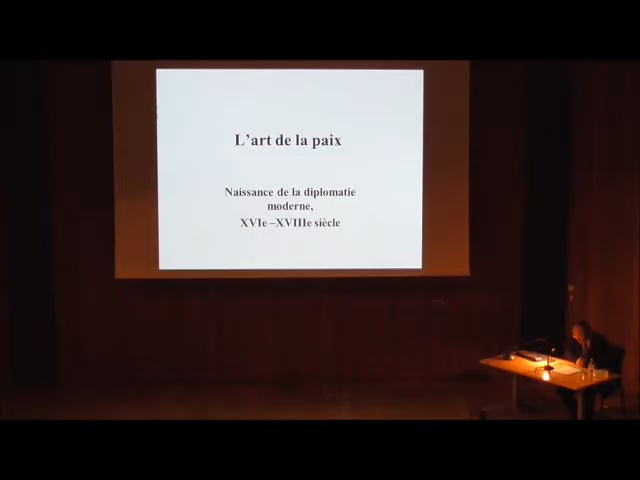 L'art de la paix
Naissance de la diplomatie
moderne,
XVIe –XVIIIe siècle